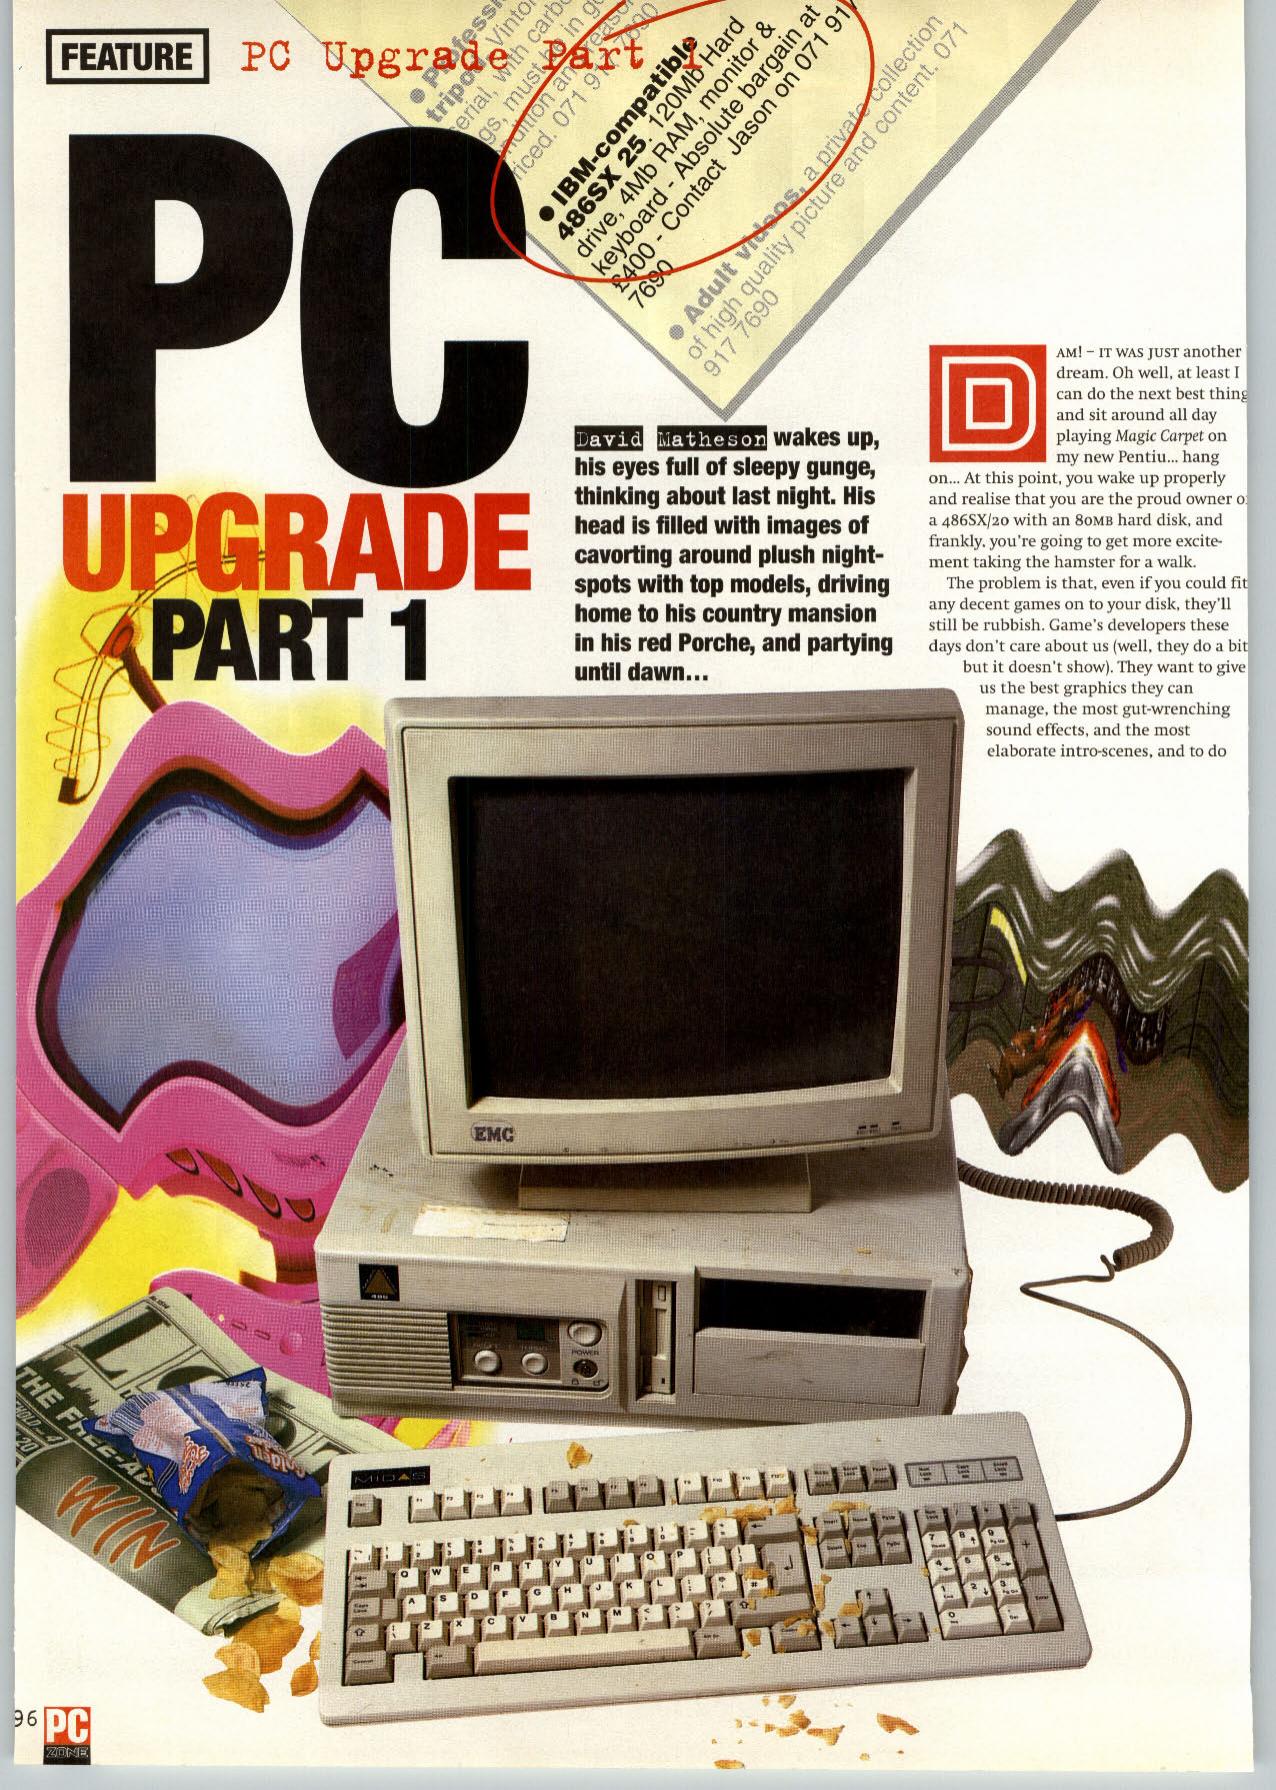 FEATURE
PC Upgrade Part 1
PC
UPGRADE
PART 1
• IBM-compatible
486SX 25. 120Mb Hard
drive, 4Mb RAM, monitor &
keyboard - Absolute bargain at
£400 - Contact Jason on 071 917
7690
• Adult videos, a private collection
of high quality picture and content. 071
917 7690
David Matheson wakes up,
his eyes full of sleepy gunge,
thinking about last night. His
head is filled with images of
cavorting around plush night-
spots with top models, driving
home to his country mansion
in his red Porche, and partying
until dawn...
DAM! – IT WAS JUST another
dream. Oh well, at least I
can do the next best thing
and sit around all day
playing Magic Carpet on
my new Pentiu... hang
on... At this point, you wake up properly
and realise that you are the proud owner o
a 486SX/20 with an 80MB hard disk, and
frankly, you're going to get more excite-
ment taking the hamster for a walk.
The problem is that, even if you could fit
any decent games on to your disk, they'll
still be rubbish. Game's developers these
days don't care about us (well, they do a bit
but it doesn't show). They want to give
us the best graphics they can
manage, the most gut-wrenching
sound effects, and the most
elaborate intro-scenes, and to do
EMC
486
POWER
THE FREE-AD
WIN
Golden
MIDAS
Q W E R T Y U I O P
A S D F G H J K L
Z X C V B N M
96 PC
ZONE